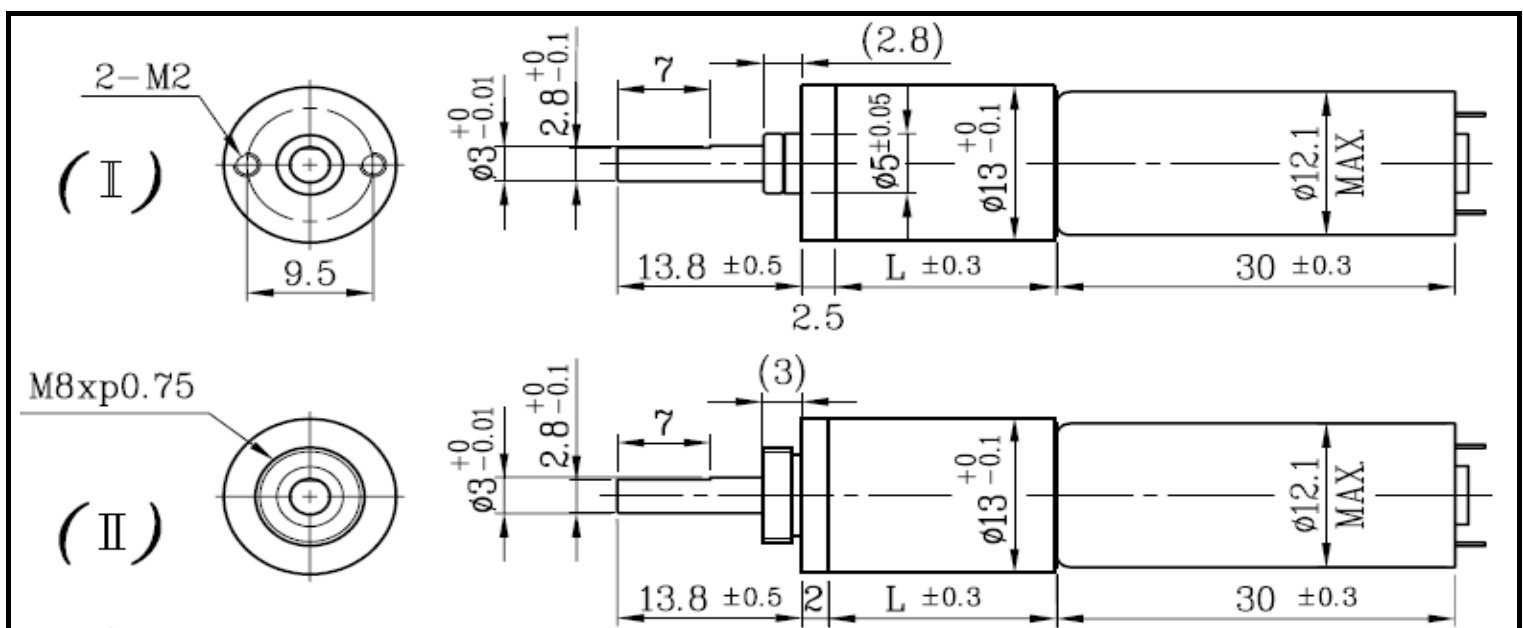 2-M2
(I)
9.5
ø3 +0 -0.01
2.8 +0 -0.1
7
(2.8)
ø5±0.05
ø13 +0 -0.1
ø12.1 MAX.
13.8 ±0.5
2.5
L ±0.3
30 ±0.3
M8xp0.75
(II)
ø3 +0 -0.01
2.8 +0 -0.1
7
(3)
ø13 +0 -0.1
ø12.1 MAX.
13.8 ±0.5
2
L ±0.3
30 ±0.3